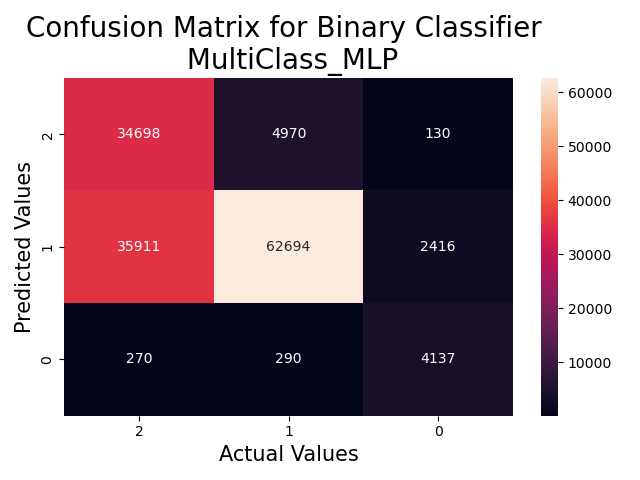 Confusion Matrix for Binary Classifier
MultiClass_MLP
Predicted Values
2
34698 4970 130
1
35911 62694 2416
0
270 290 4137
2 1 0
Actual Values
60000
50000
40000
30000
20000
10000